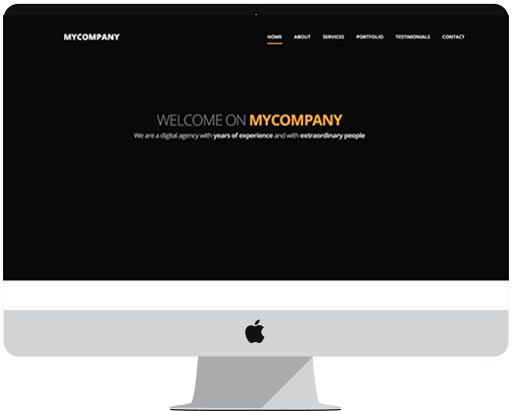 MYCOMPANY HOME ABOUT SERVICES PORTFOLIO TESTIMONIALS CONTACT
WELCOME ON MYCOMPANY
We are a digital agency with years of experience and with extraordinary people